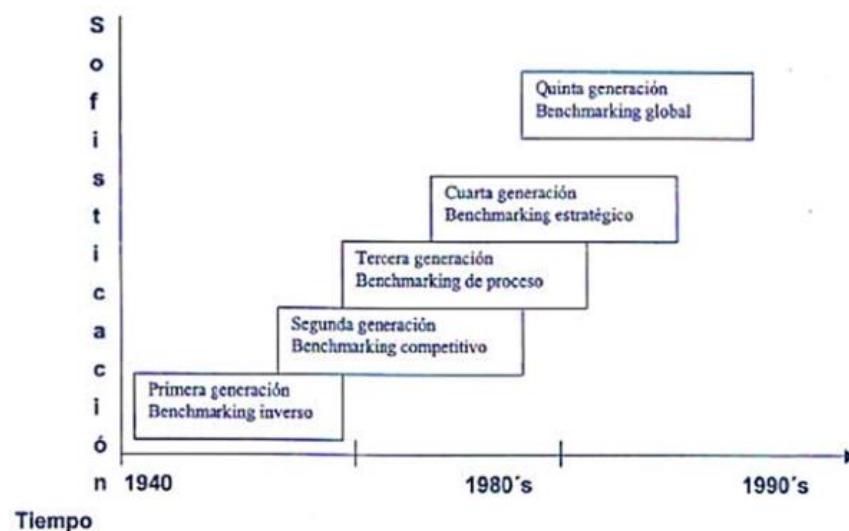 Sofisticación
Quinta generación
Benchmarking global
Cuarta generación
Benchmarking estratégico
Tercera generación
Benchmarking de proceso
Segunda generación
Benchmarking competitivo
Primera generación
Benchmarking inverso
1940 1980´s 1990´s
Tiempo